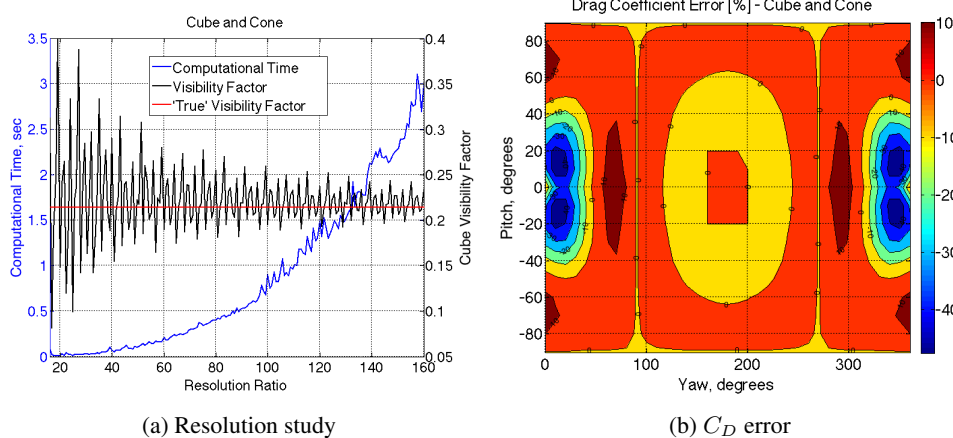 Cube and Cone
Computational Time
Visibility Factor
'True' Visibility Factor
Computational Time, sec
3.5
3
2.5
2
1.5
1
0.5
0
0.4
0.35
0.3
0.25
0.2
0.15
0.1
0.05
Cube Visibility Factor
20 40 60 80 100 120 140 160
Resolution Ratio
(a) Resolution study
Drag Coefficient Error [%] - Cube and Cone
Pitch, degrees
80
60
40
20
0
-20
-40
-60
-80
0 100 200 300
Yaw, degrees
10
0
-10
-20
-30
-40
(b) C_D error